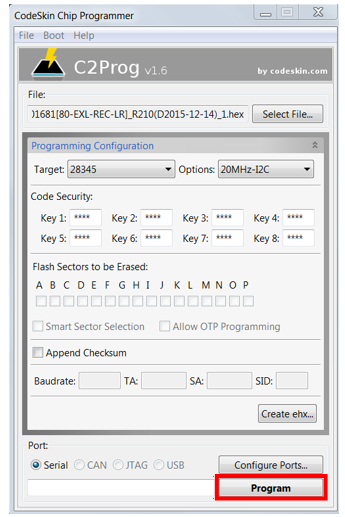 CodeSkin Chip Programmer
File Boot Help
C2Prog v1.6
by codeskin.com
File:
01681[80-EXL-REC-LR]_R210(D2015-12-14)_1.hex Select File...
Programming Configuration
Target: 28345 Options: 20MHz-I2C
Code Security:
Key 1: **** Key 2: **** Key 3: **** Key 4: ****
Key 5: **** Key 6: **** Key 7: **** Key 8: ****
Flash Sectors to be Erased:
A B C D E F G H I J K L M N O P
Smart Sector Selection Allow OTP Programming
Append Checksum
Baudrate: TA: SA: SID:
Create ehx...
Port:
Serial CAN JTAG USB Configure Ports...
Program